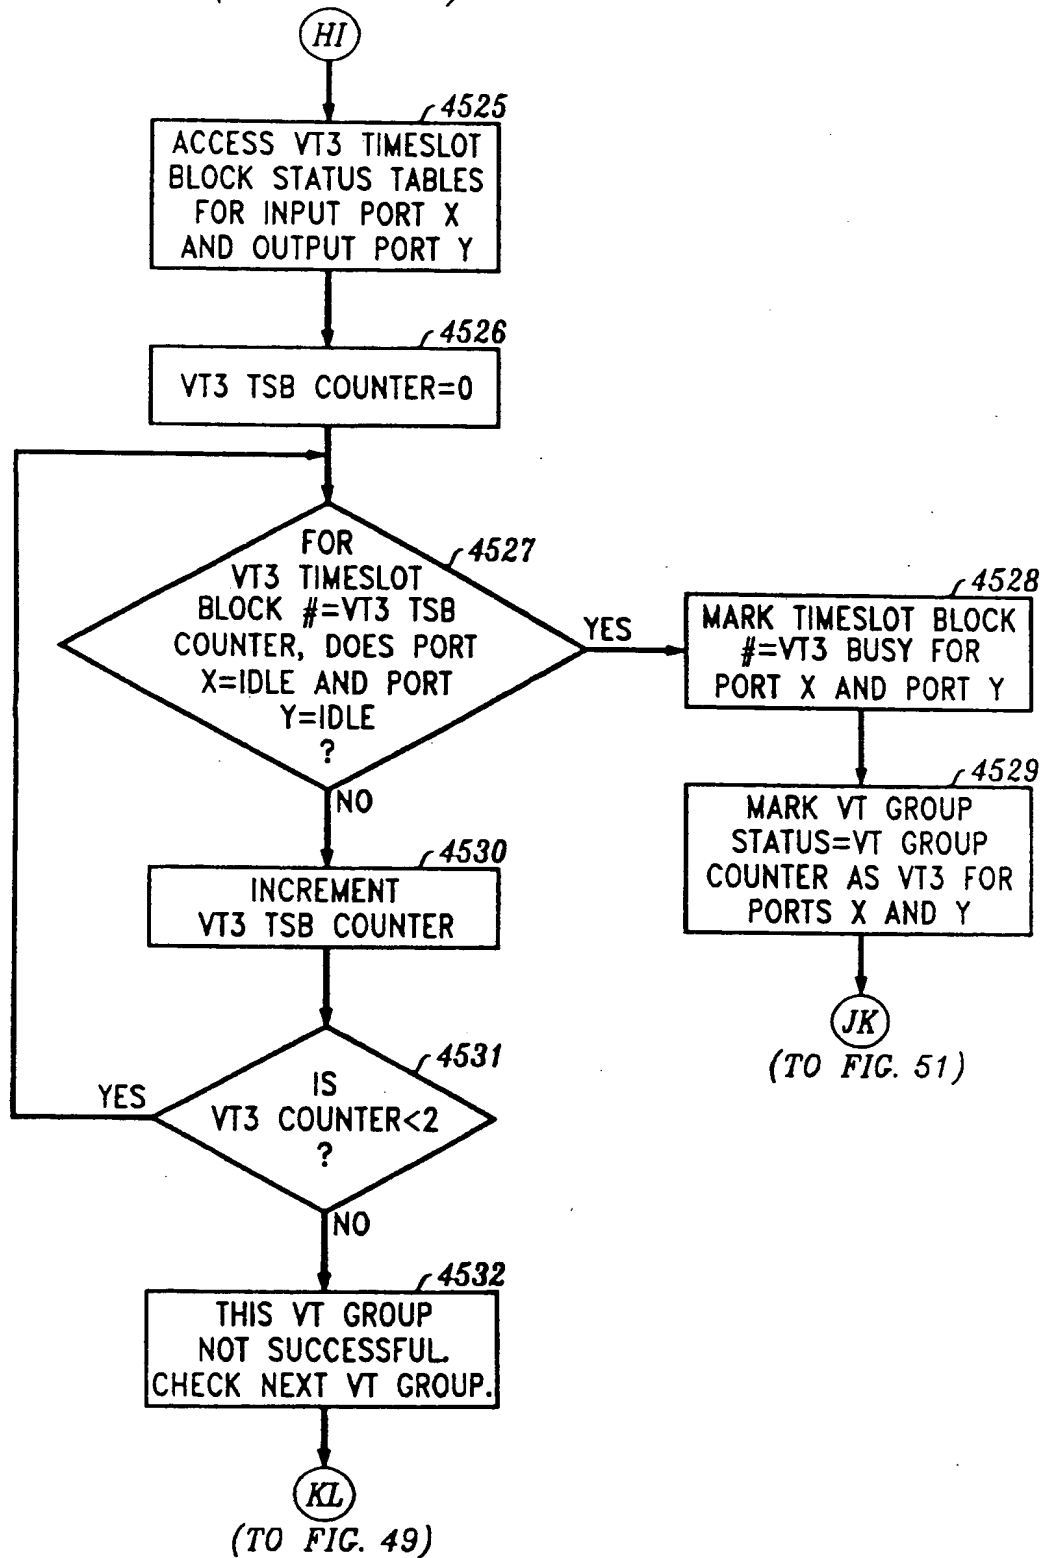 HI
4525
ACCESS VT3 TIMESLOT
BLOCK STATUS TABLES
FOR INPUT PORT X
AND OUTPUT PORT Y
4526
VT3 TSB COUNTER=0
4527
FOR
VT3 TIMESLOT
BLOCK #=VT3 TSB
COUNTER, DOES PORT
X=IDLE AND PORT
Y=IDLE
?
YES
4528
MARK TIMESLOT BLOCK
#=VT3 BUSY FOR
PORT X AND PORT Y
4529
MARK VT GROUP
STATUS=VT GROUP
COUNTER AS VT3 FOR
PORTS X AND Y
JK
(TO FIG. 51)
NO
4530
INCREMENT
VT3 TSB COUNTER
4531
IS
VT3 COUNTER<2
?
YES
NO
4532
THIS VT GROUP
NOT SUCCESSFUL.
CHECK NEXT VT GROUP.
KL
(TO FIG. 49)